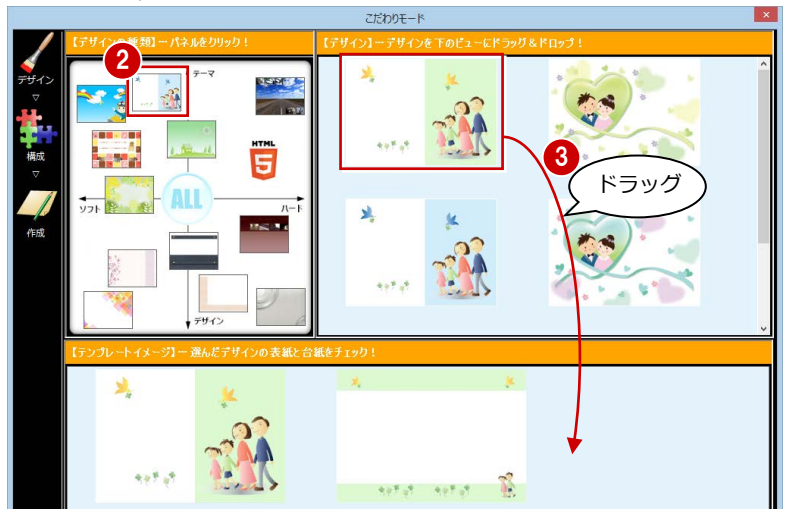 こだわりモード
×
【デザインの種類】ー パネルをクリック！
【デザイン】ーデザインを下のビューにドラッグ＆ドロップ！
2
テーマ
デザイン
▽
構成
▽
作成
HTML
5
ALL
ソフト
ハード
デザイン
3
ドラッグ
【テンプレートイメージ】ー 選んだデザインの表紙と台紙をチェック！